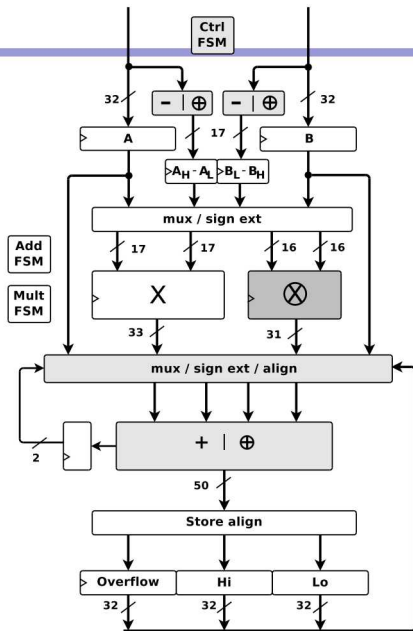 Ctrl
FSM
32
- | ⊕
- | ⊕
32
17
A
B
A_H-A_L
B_L-B_H
mux / sign ext
17
17
16
16
Add
FSM
Mult
FSM
X
ⓧ
33
31
mux / sign ext / align
2
+ | ⊕
50
Store align
Overflow
Hi
Lo
32
32
32